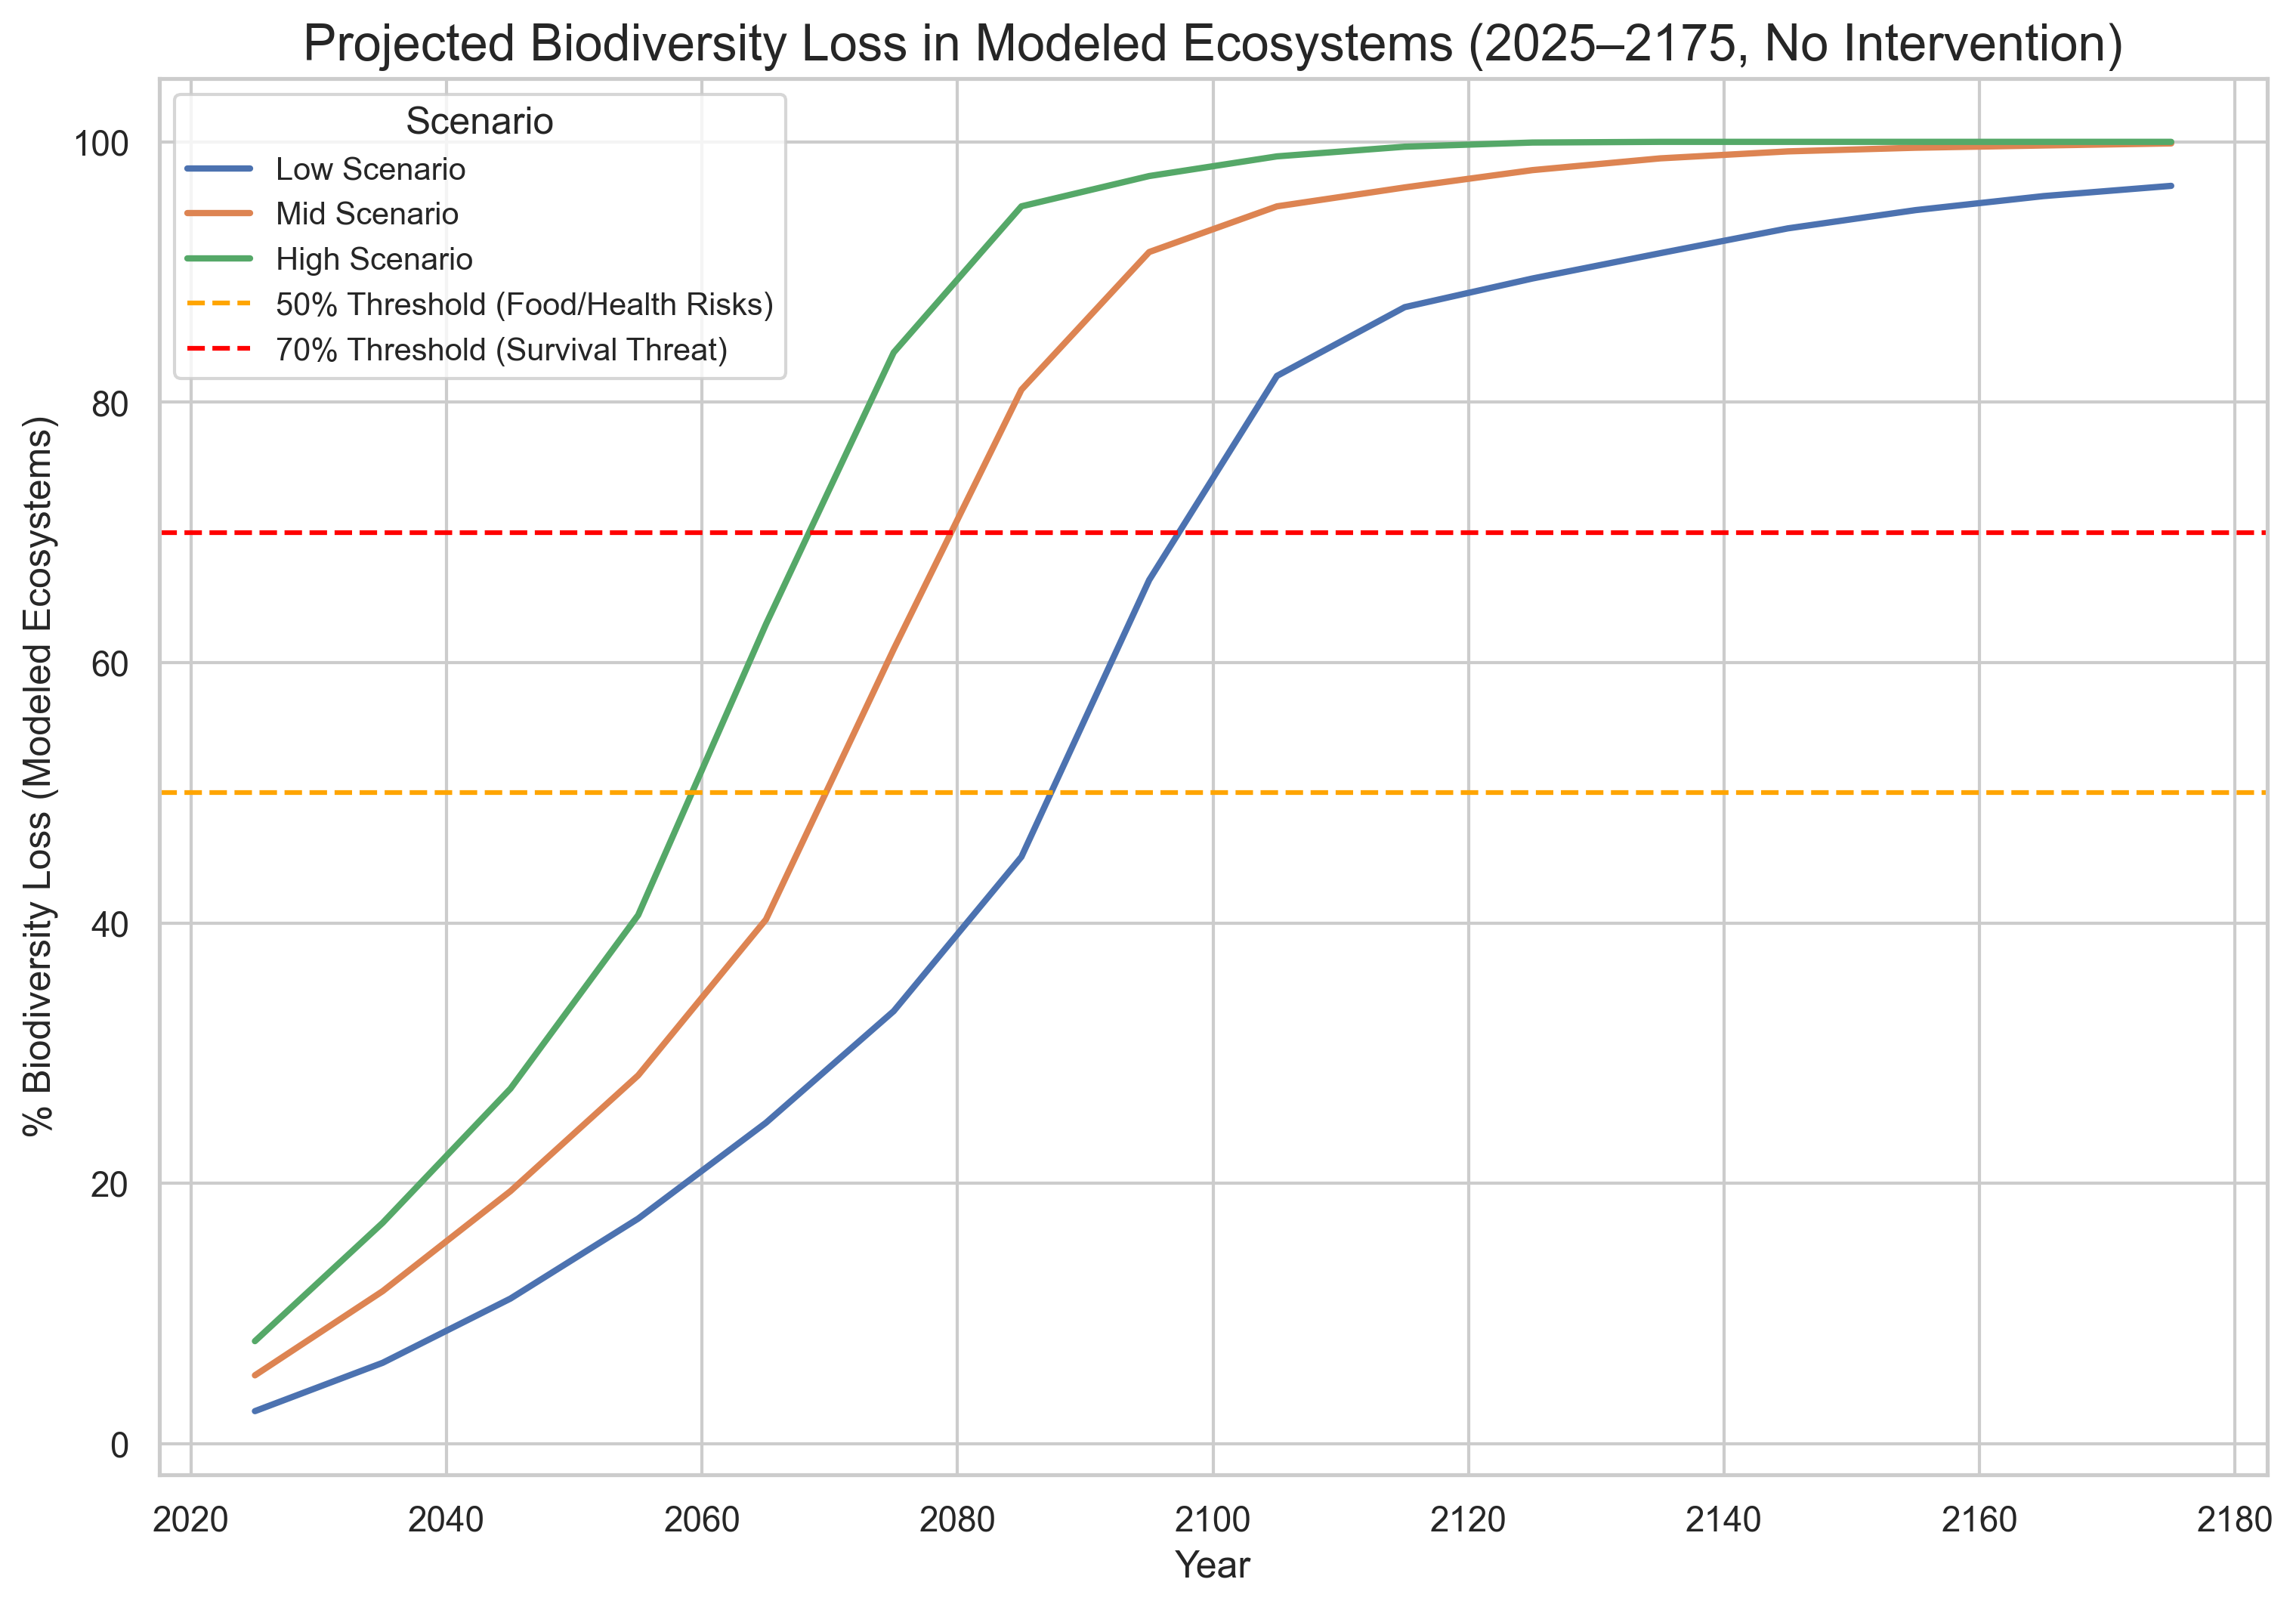 Projected Biodiversity Loss in Modeled Ecosystems (2025–2175, No Intervention)
Scenario
Low Scenario
Mid Scenario
High Scenario
50% Threshold (Food/Health Risks)
70% Threshold (Survival Threat)
% Biodiversity Loss (Modeled Ecosystems)
100
80
60
40
20
0
2020 2040 2060 2080 2100 2120 2140 2160 2180
Year